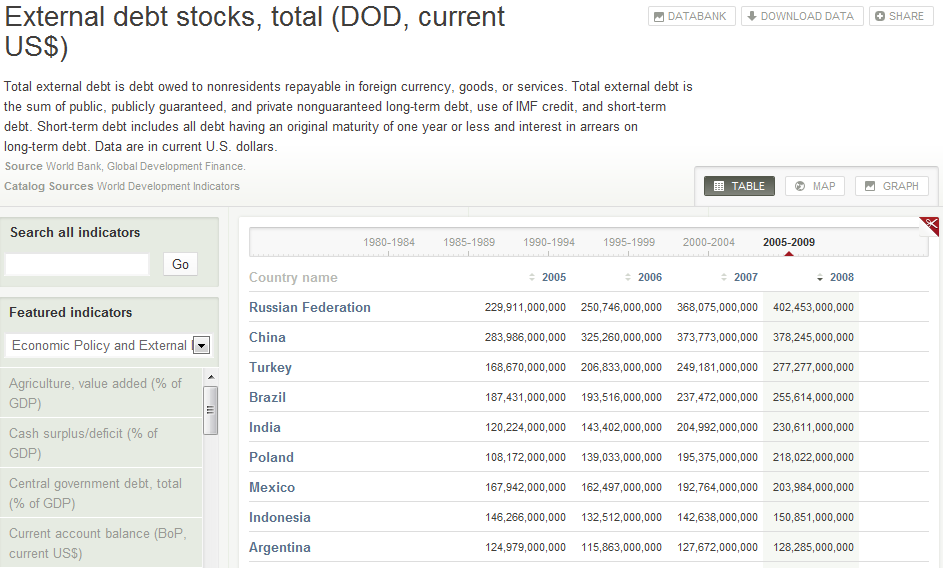 External debt stocks, total (DOD, current
US$)
DATABANK
DOWNLOAD DATA
SHARE
Total external debt is debt owed to nonresidents repayable in foreign currency, goods, or services. Total external debt is
the sum of public, publicly guaranteed, and private nonguaranteed long-term debt, use of IMF credit, and short-term
debt. Short-term debt includes all debt having an original maturity of one year or less and interest in arrears on
long-term debt. Data are in current U.S. dollars.
Source World Bank, Global Development Finance.
Catalog Sources World Development Indicators
TABLE MAP GRAPH
Search all indicators
Go
Featured indicators
Economic Policy and External
Agriculture, value added (% of
GDP)
Cash surplus/deficit (% of
GDP)
Central government debt, total
(% of GDP)
Current account balance (BoP,
current US$)
1980-1984 1985-1989 1990-1994 1995-1999 2000-2004 2005-2009
Country name 2005 2006 2007 2008
Russian Federation 229,911,000,000 250,746,000,000 368,075,000,000 402,453,000,000
China 283,986,000,000 325,260,000,000 373,773,000,000 378,245,000,000
Turkey 168,670,000,000 206,833,000,000 249,181,000,000 277,277,000,000
Brazil 187,431,000,000 193,516,000,000 237,472,000,000 255,614,000,000
India 120,224,000,000 143,402,000,000 204,992,000,000 230,611,000,000
Poland 108,172,000,000 139,033,000,000 195,375,000,000 218,022,000,000
Mexico 167,942,000,000 162,497,000,000 192,764,000,000 203,984,000,000
Indonesia 146,266,000,000 132,512,000,000 142,638,000,000 150,851,000,000
Argentina 124,979,000,000 115,863,000,000 127,672,000,000 128,285,000,000